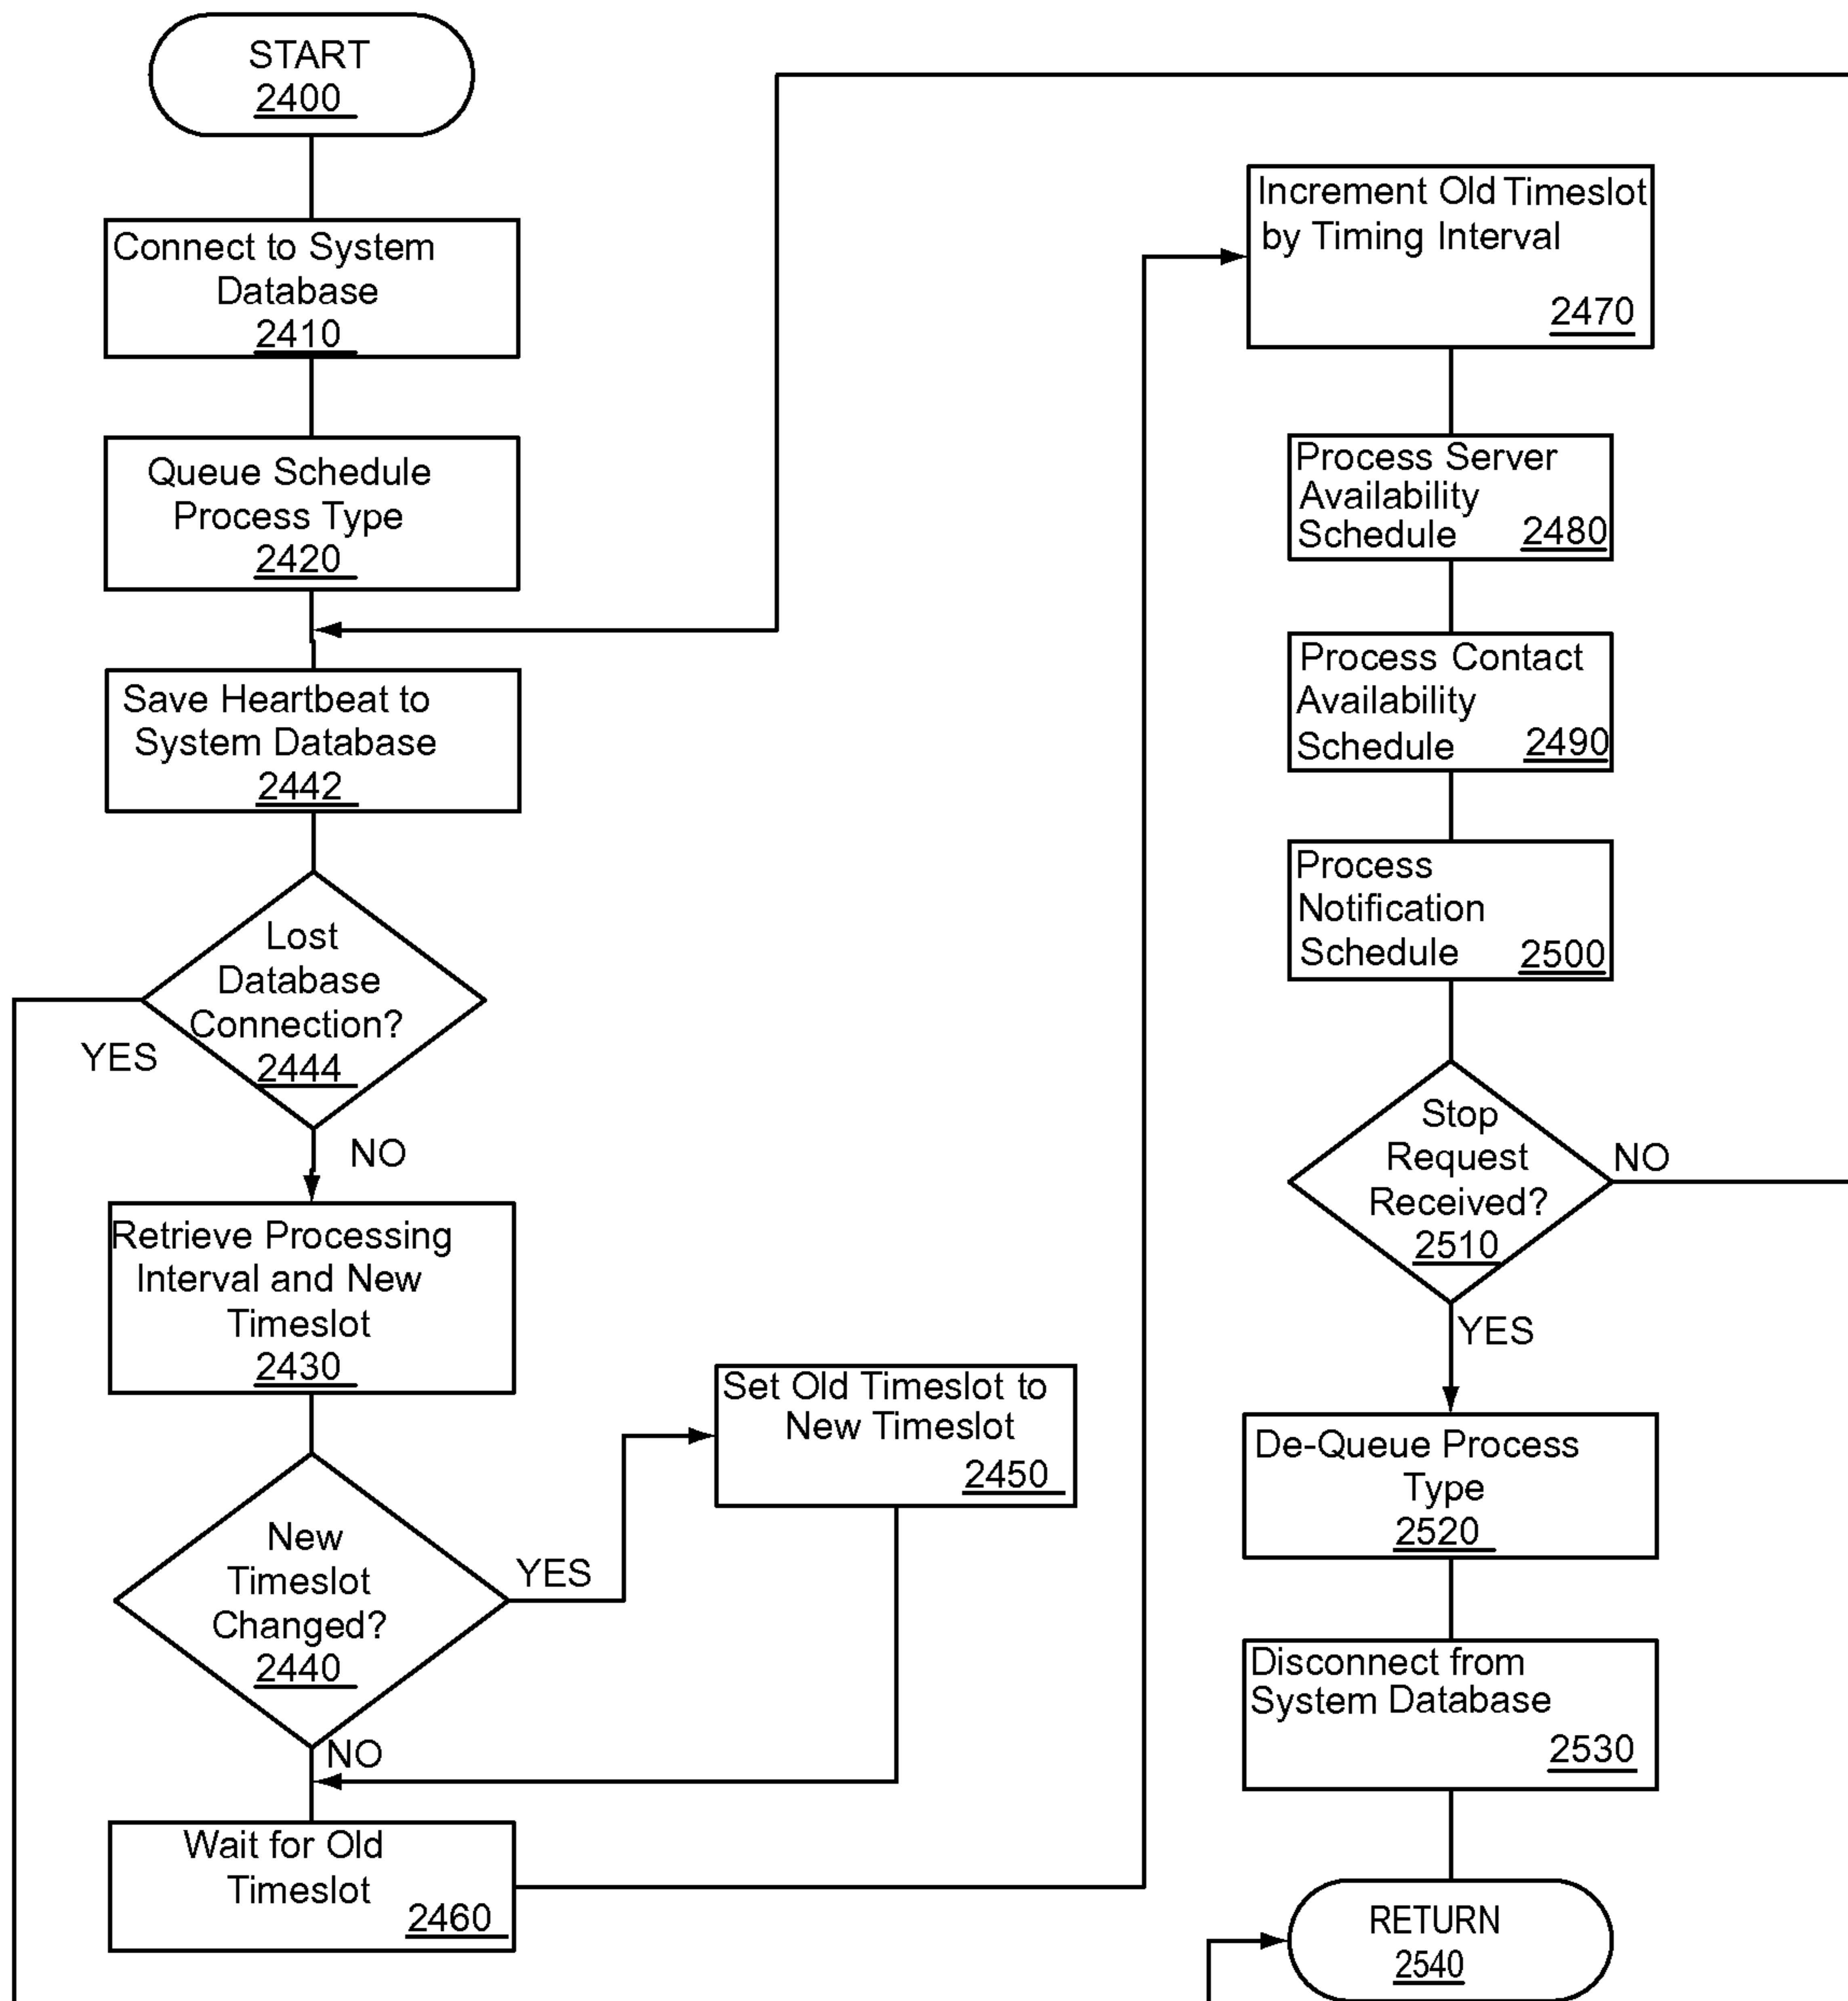 START
2400
Connect to System
Database
2410
Queue Schedule
Process Type
2420
Save Heartbeat to
System Database
2442
Lost
Database
Connection?
2444
YES
NO
Retrieve Processing
Interval and New
Timeslot
2430
New
Timeslot
Changed?
2440
YES
NO
Set Old Timeslot to
New Timeslot
2450
Wait for Old
Timeslot
2460
Increment Old Timeslot
by Timing Interval
2470
Process Server
Availability
Schedule 2480
Process Contact
Availability
Schedule 2490
Process
Notification
Schedule 2500
Stop
Request
Received?
2510
NO
YES
De-Queue Process
Type
2520
Disconnect from
System Database
2530
RETURN
2540